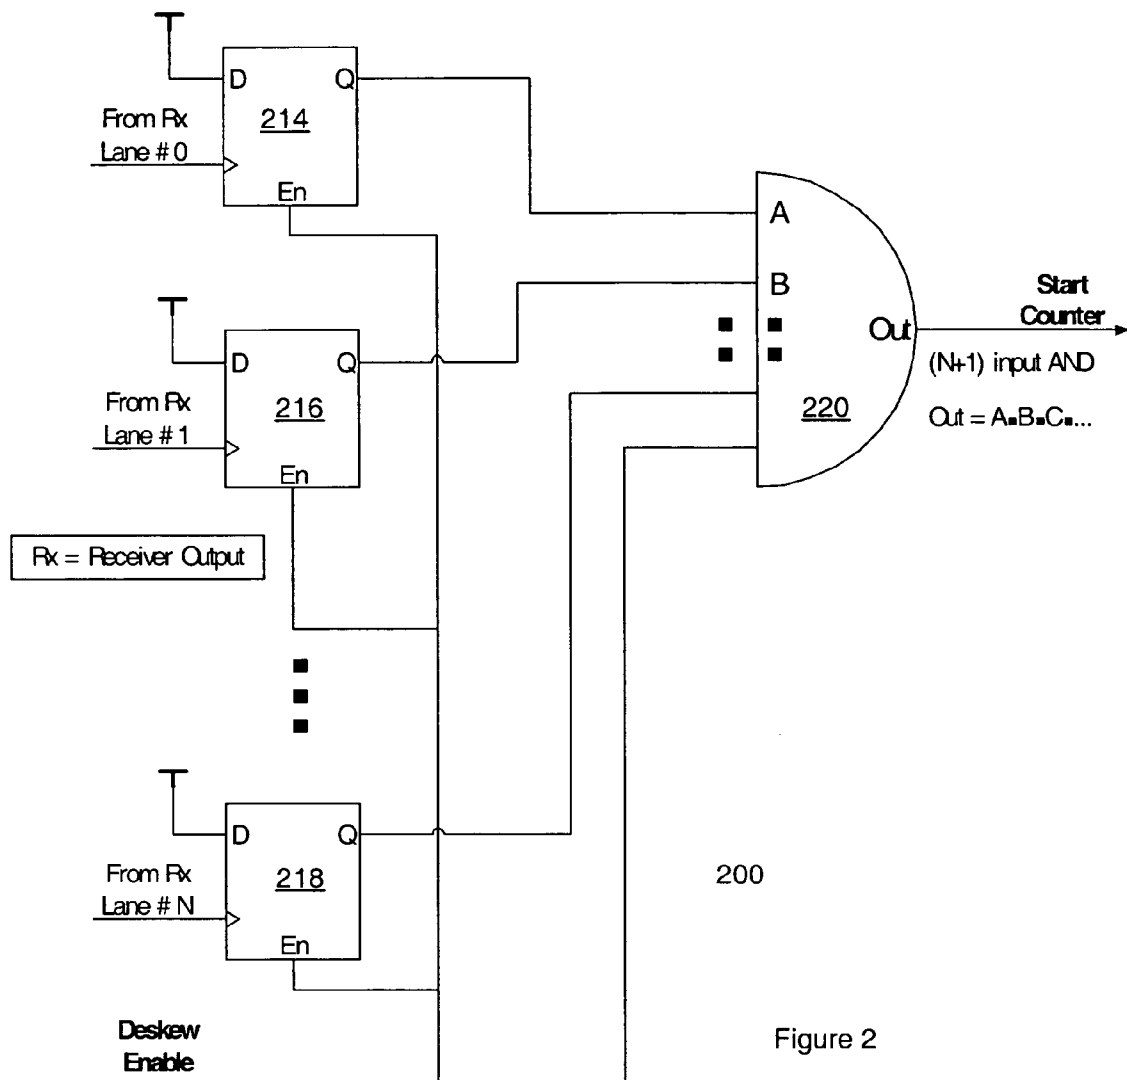 D
Q
214
From Rx
Lane # 0
En
A
B
Out
220
Start
Counter
(N+1) input AND
Out = A▪B▪C▪...
D
Q
216
From Rx
Lane # 1
En
Rx = Receiver Output
D
Q
218
From Rx
Lane # N
En
200
Deskew
Enable
Figure 2